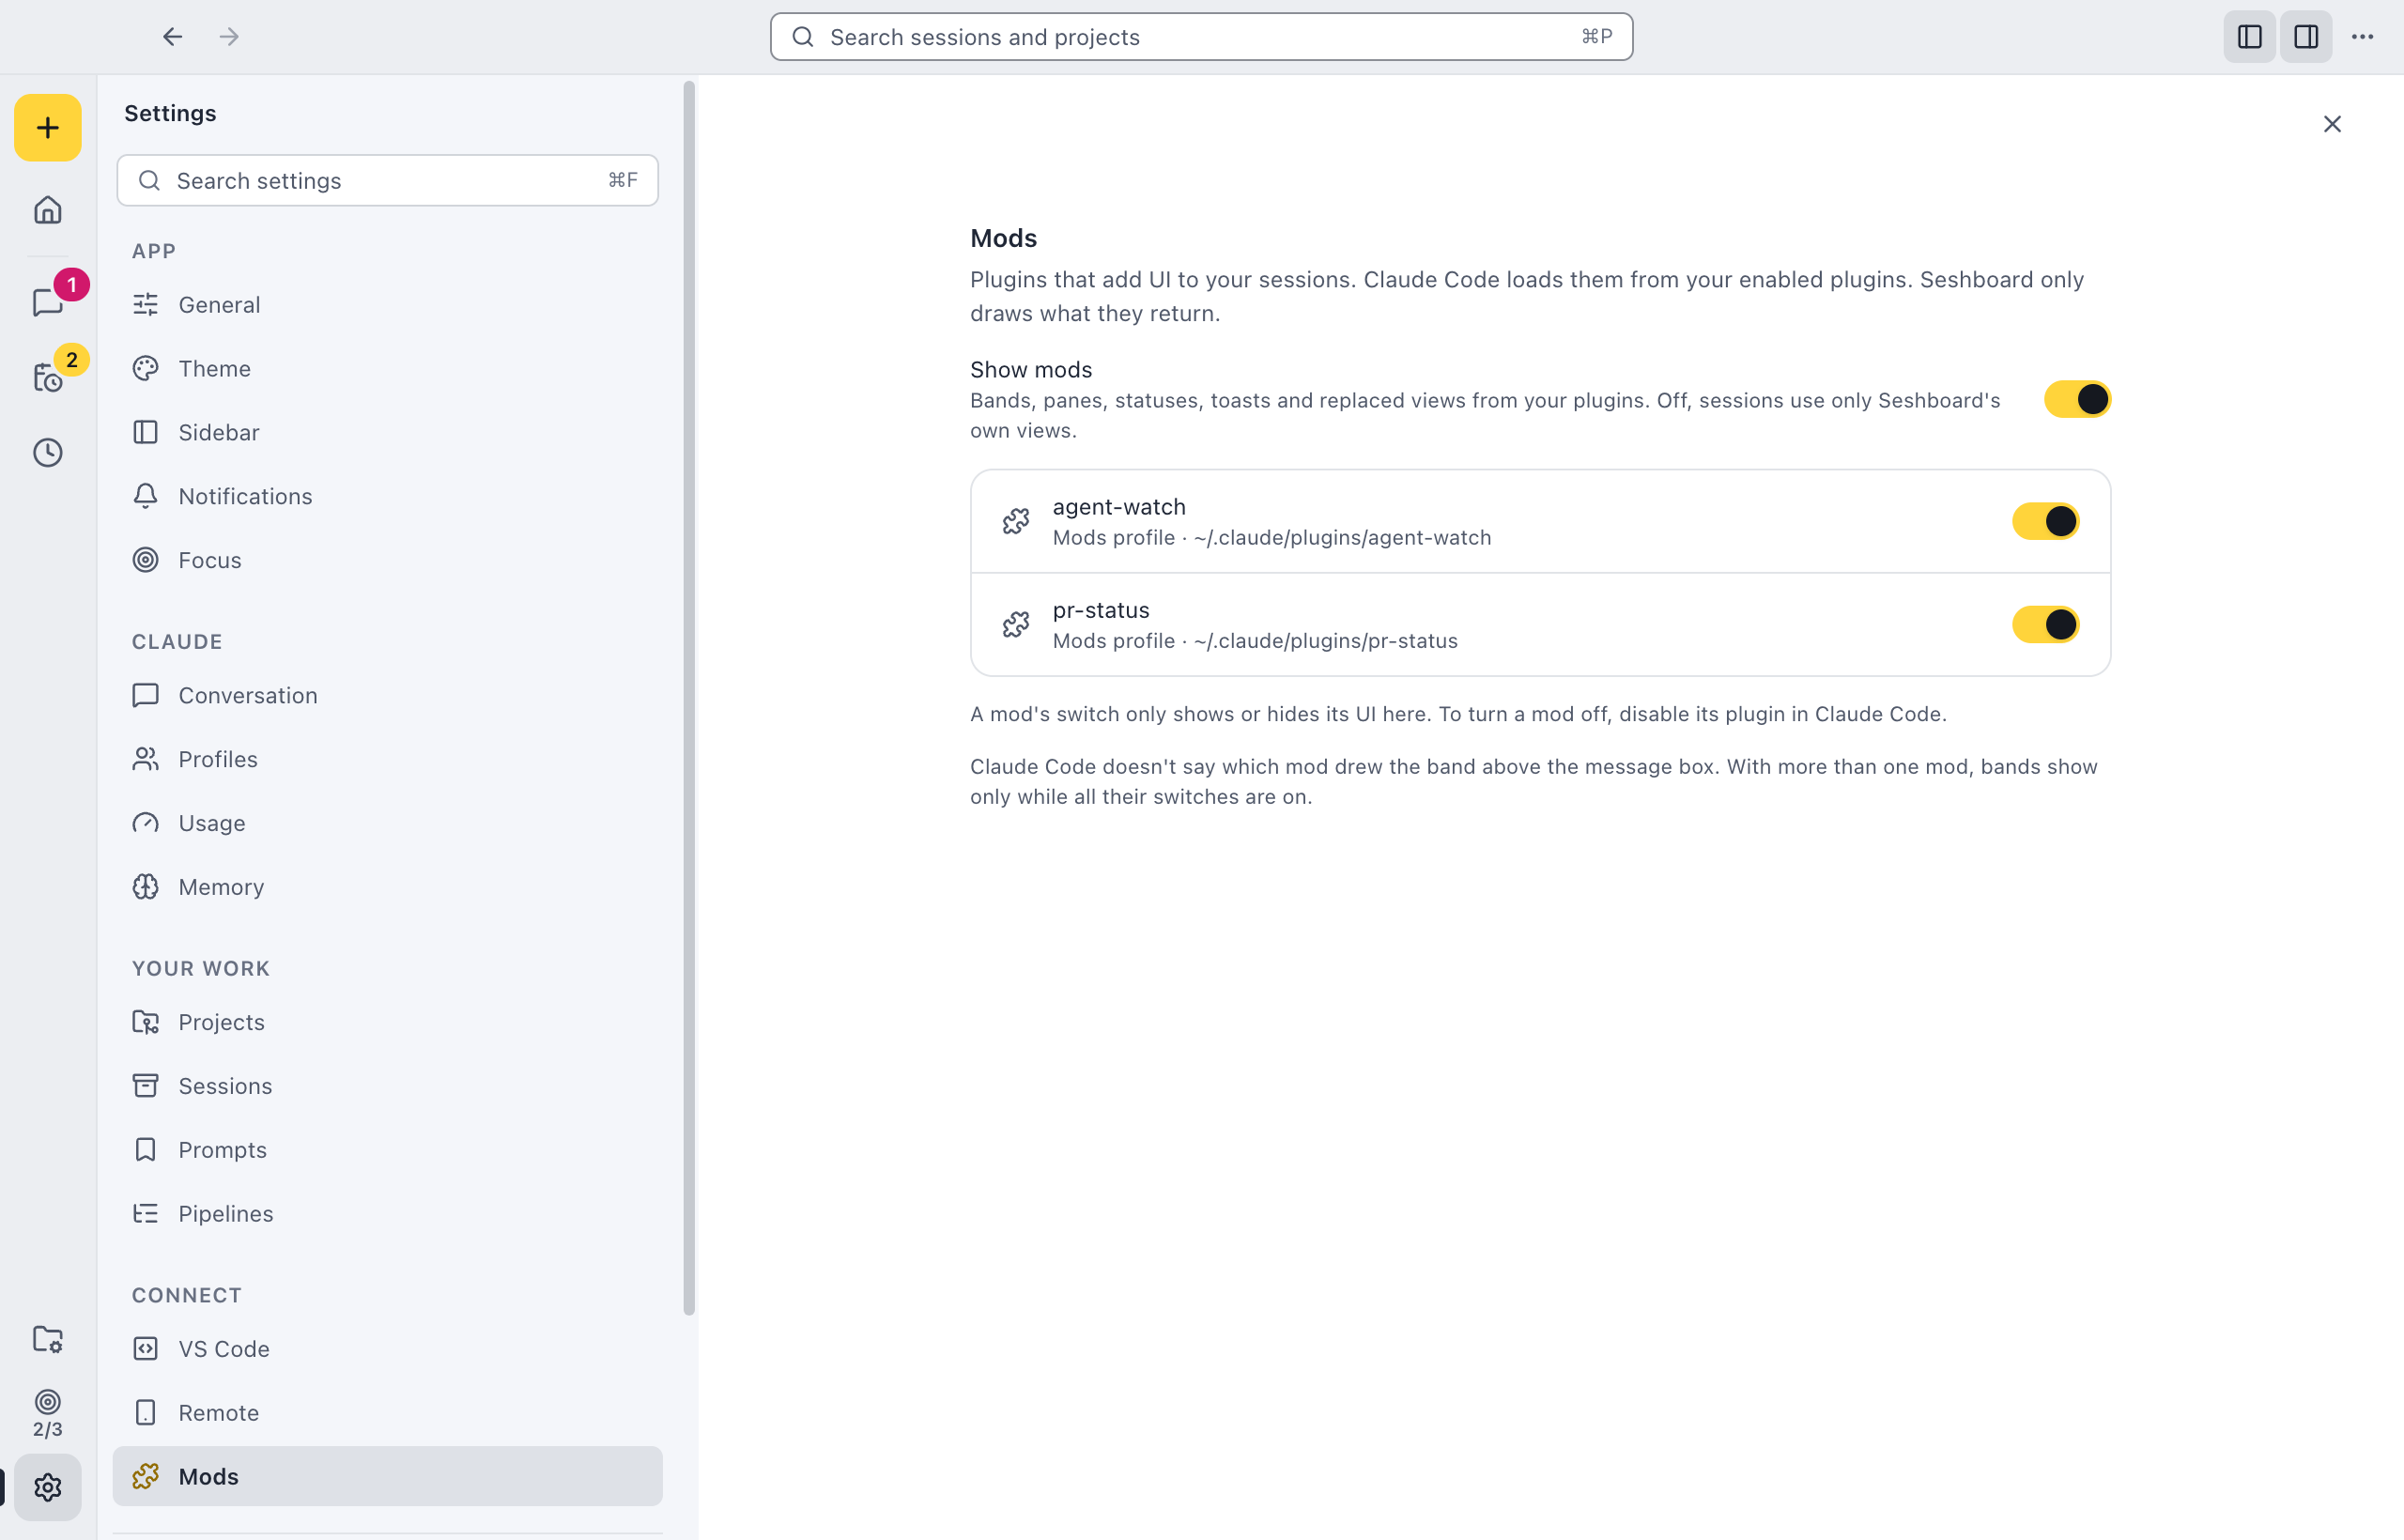 Search sessions and projects ⌘P
Settings
Search settings ⌘F
APP
General
Theme
Sidebar
Notifications
Focus
CLAUDE
Conversation
Profiles
Usage
Memory
YOUR WORK
Projects
Sessions
Prompts
Pipelines
CONNECT
VS Code
Remote
Mods
1
2
2/3
Mods
Plugins that add UI to your sessions. Claude Code loads them from your enabled plugins. Seshboard only
draws what they return.
Show mods
Bands, panes, statuses, toasts and replaced views from your plugins. Off, sessions use only Seshboard's
own views.
agent-watch
Mods profile · ~/.claude/plugins/agent-watch
pr-status
Mods profile · ~/.claude/plugins/pr-status
A mod's switch only shows or hides its UI here. To turn a mod off, disable its plugin in Claude Code.
Claude Code doesn't say which mod drew the band above the message box. With more than one mod, bands show
only while all their switches are on.